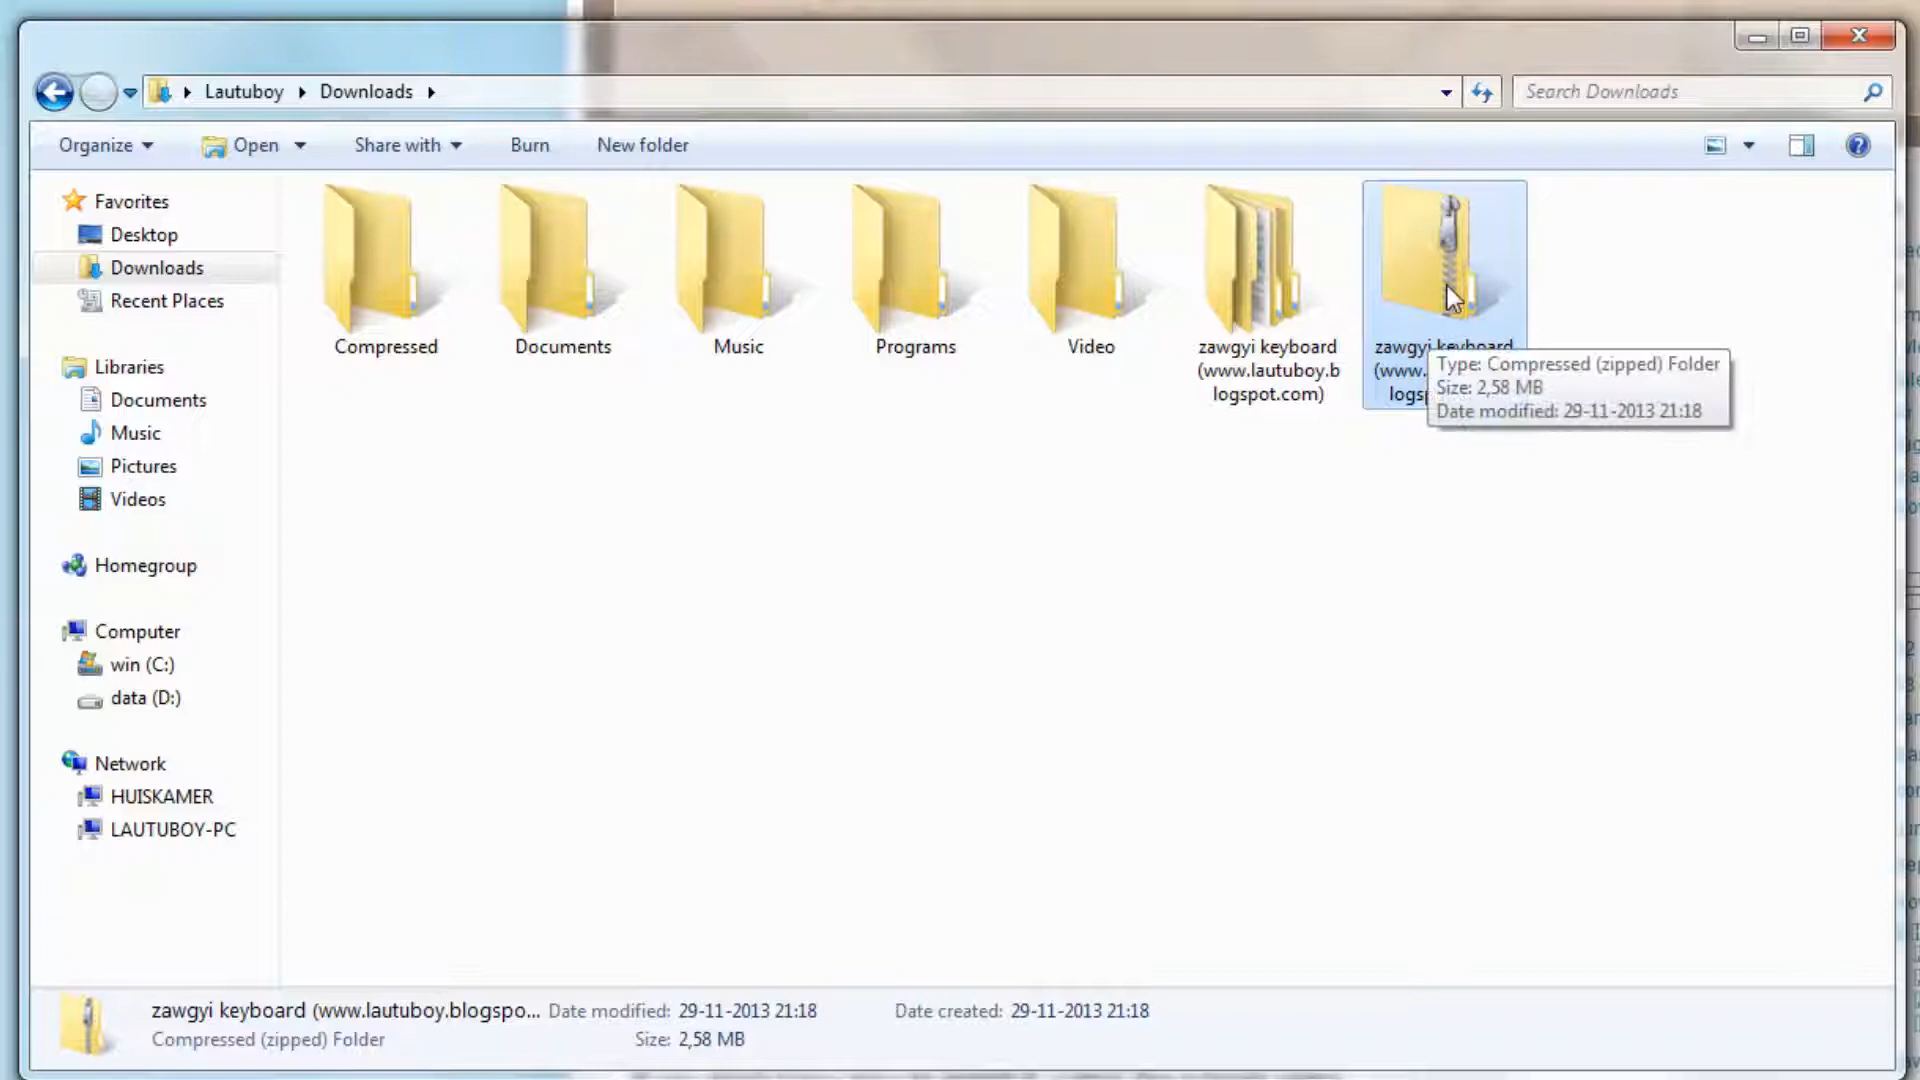 Lautuboy Downloads
Search Downloads
Organize Open Share with Burn New folder
Favorites
Desktop
Downloads
Recent Places
Libraries
Documents
Music
Pictures
Videos
Homegroup
Computer
win (C:)
data (D:)
Network
HUISKAMER
LAUTUBOY-PC
Compressed
Documents
Music
Programs
Video
zawgyi keyboard
(www.lautuboy.b
logspot.com)
zawgyi keyboard
(www.
logsp
Type: Compressed (zipped) Folder
Size: 2,58 MB
Date modified: 29-11-2013 21:18
zawgyi keyboard (www.lautuboy.blogspo... Date modified: 29-11-2013 21:18 Date created: 29-11-2013 21:18
Compressed (zipped) Folder Size: 2,58 MB